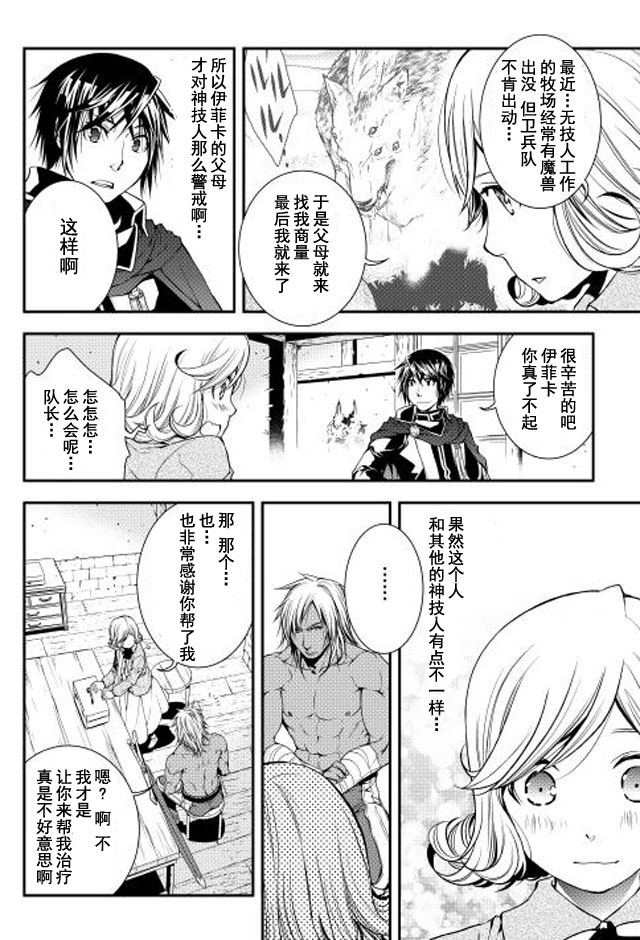 最近…无技人工作
的牧场经常有魔兽
出没 但卫兵队
不肯出动…
于是父母就来
找我商量
最后我就来了
所以伊菲卡的父母
才对神技人那么警戒啊…
这样啊
很辛苦的吧
伊菲卡
你真了不起
怎怎怎…
怎么会呢…
队长…
果然这个人
和其他的神技人有点不一样…
……
那 那个…
也…
也非常感谢你帮了我
嗯？ 啊 不
我才是
让你来帮我治疗
真是不好意思啊